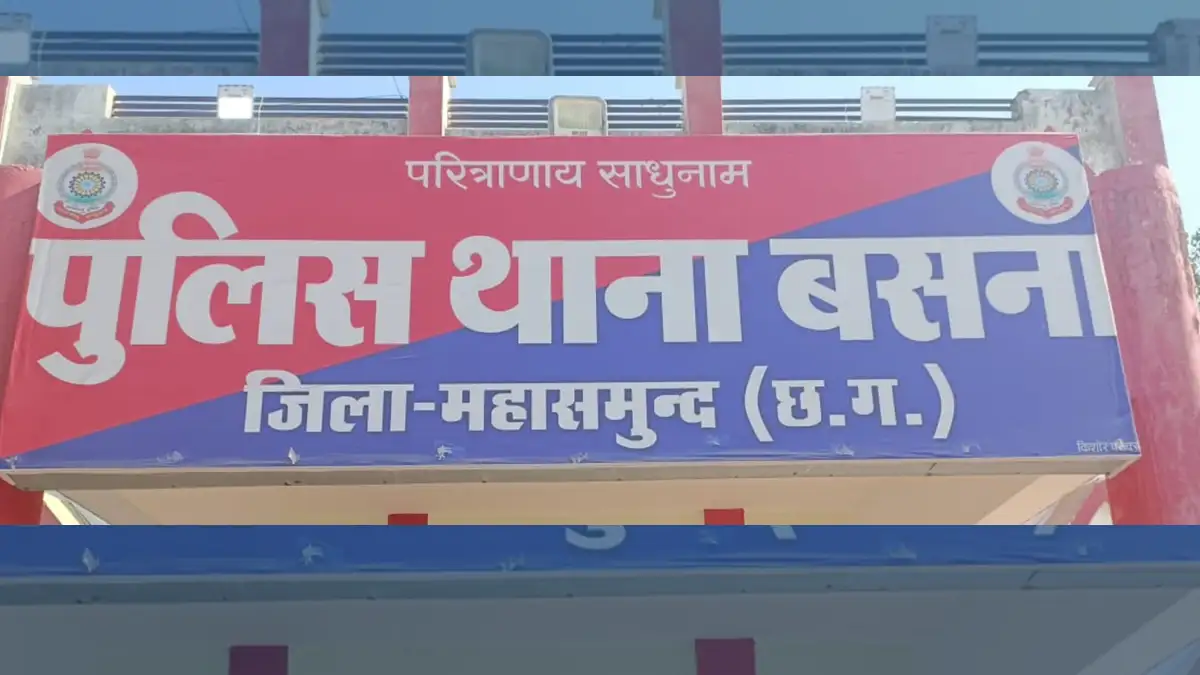 परित्राणाय साधुनाम
पुलिस थाना बसना
जिला-महासमुन्द (छ.ग.)
किशोर